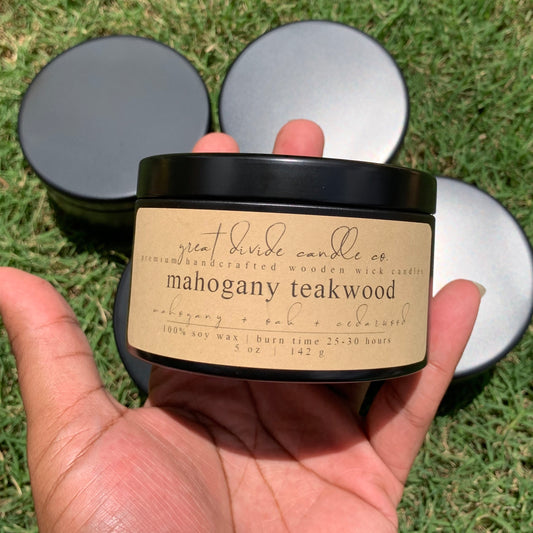 great divide candle co.
premium handcrafted wooden wick candles
mahogany teakwood
mahogany + oak + cedarwood
100% soy wax | burn time 25-30 hours
5 oz | 142 g